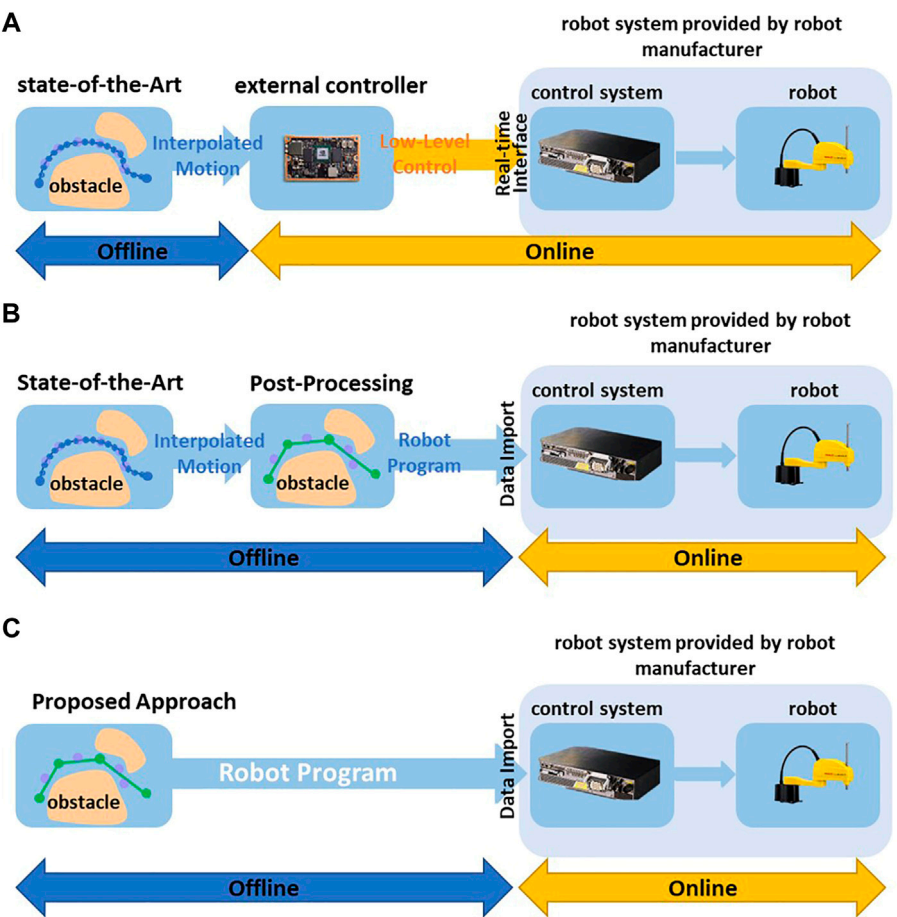 A
robot system provided by robot
manufacturer
state-of-the-Art
external controller
control system
robot
Interpolated
Motion
Low-Level
Control
Real-time
Interface
obstacle
Offline
Online
B
robot system provided by robot
manufacturer
State-of-the-Art
Post-Processing
control system
robot
Interpolated
Motion
Robot
Program
Data Import
obstacle
obstacle
Offline
Online
C
robot system provided by robot
manufacturer
Proposed Approach
control system
robot
Robot Program
Data Import
obstacle
Offline
Online